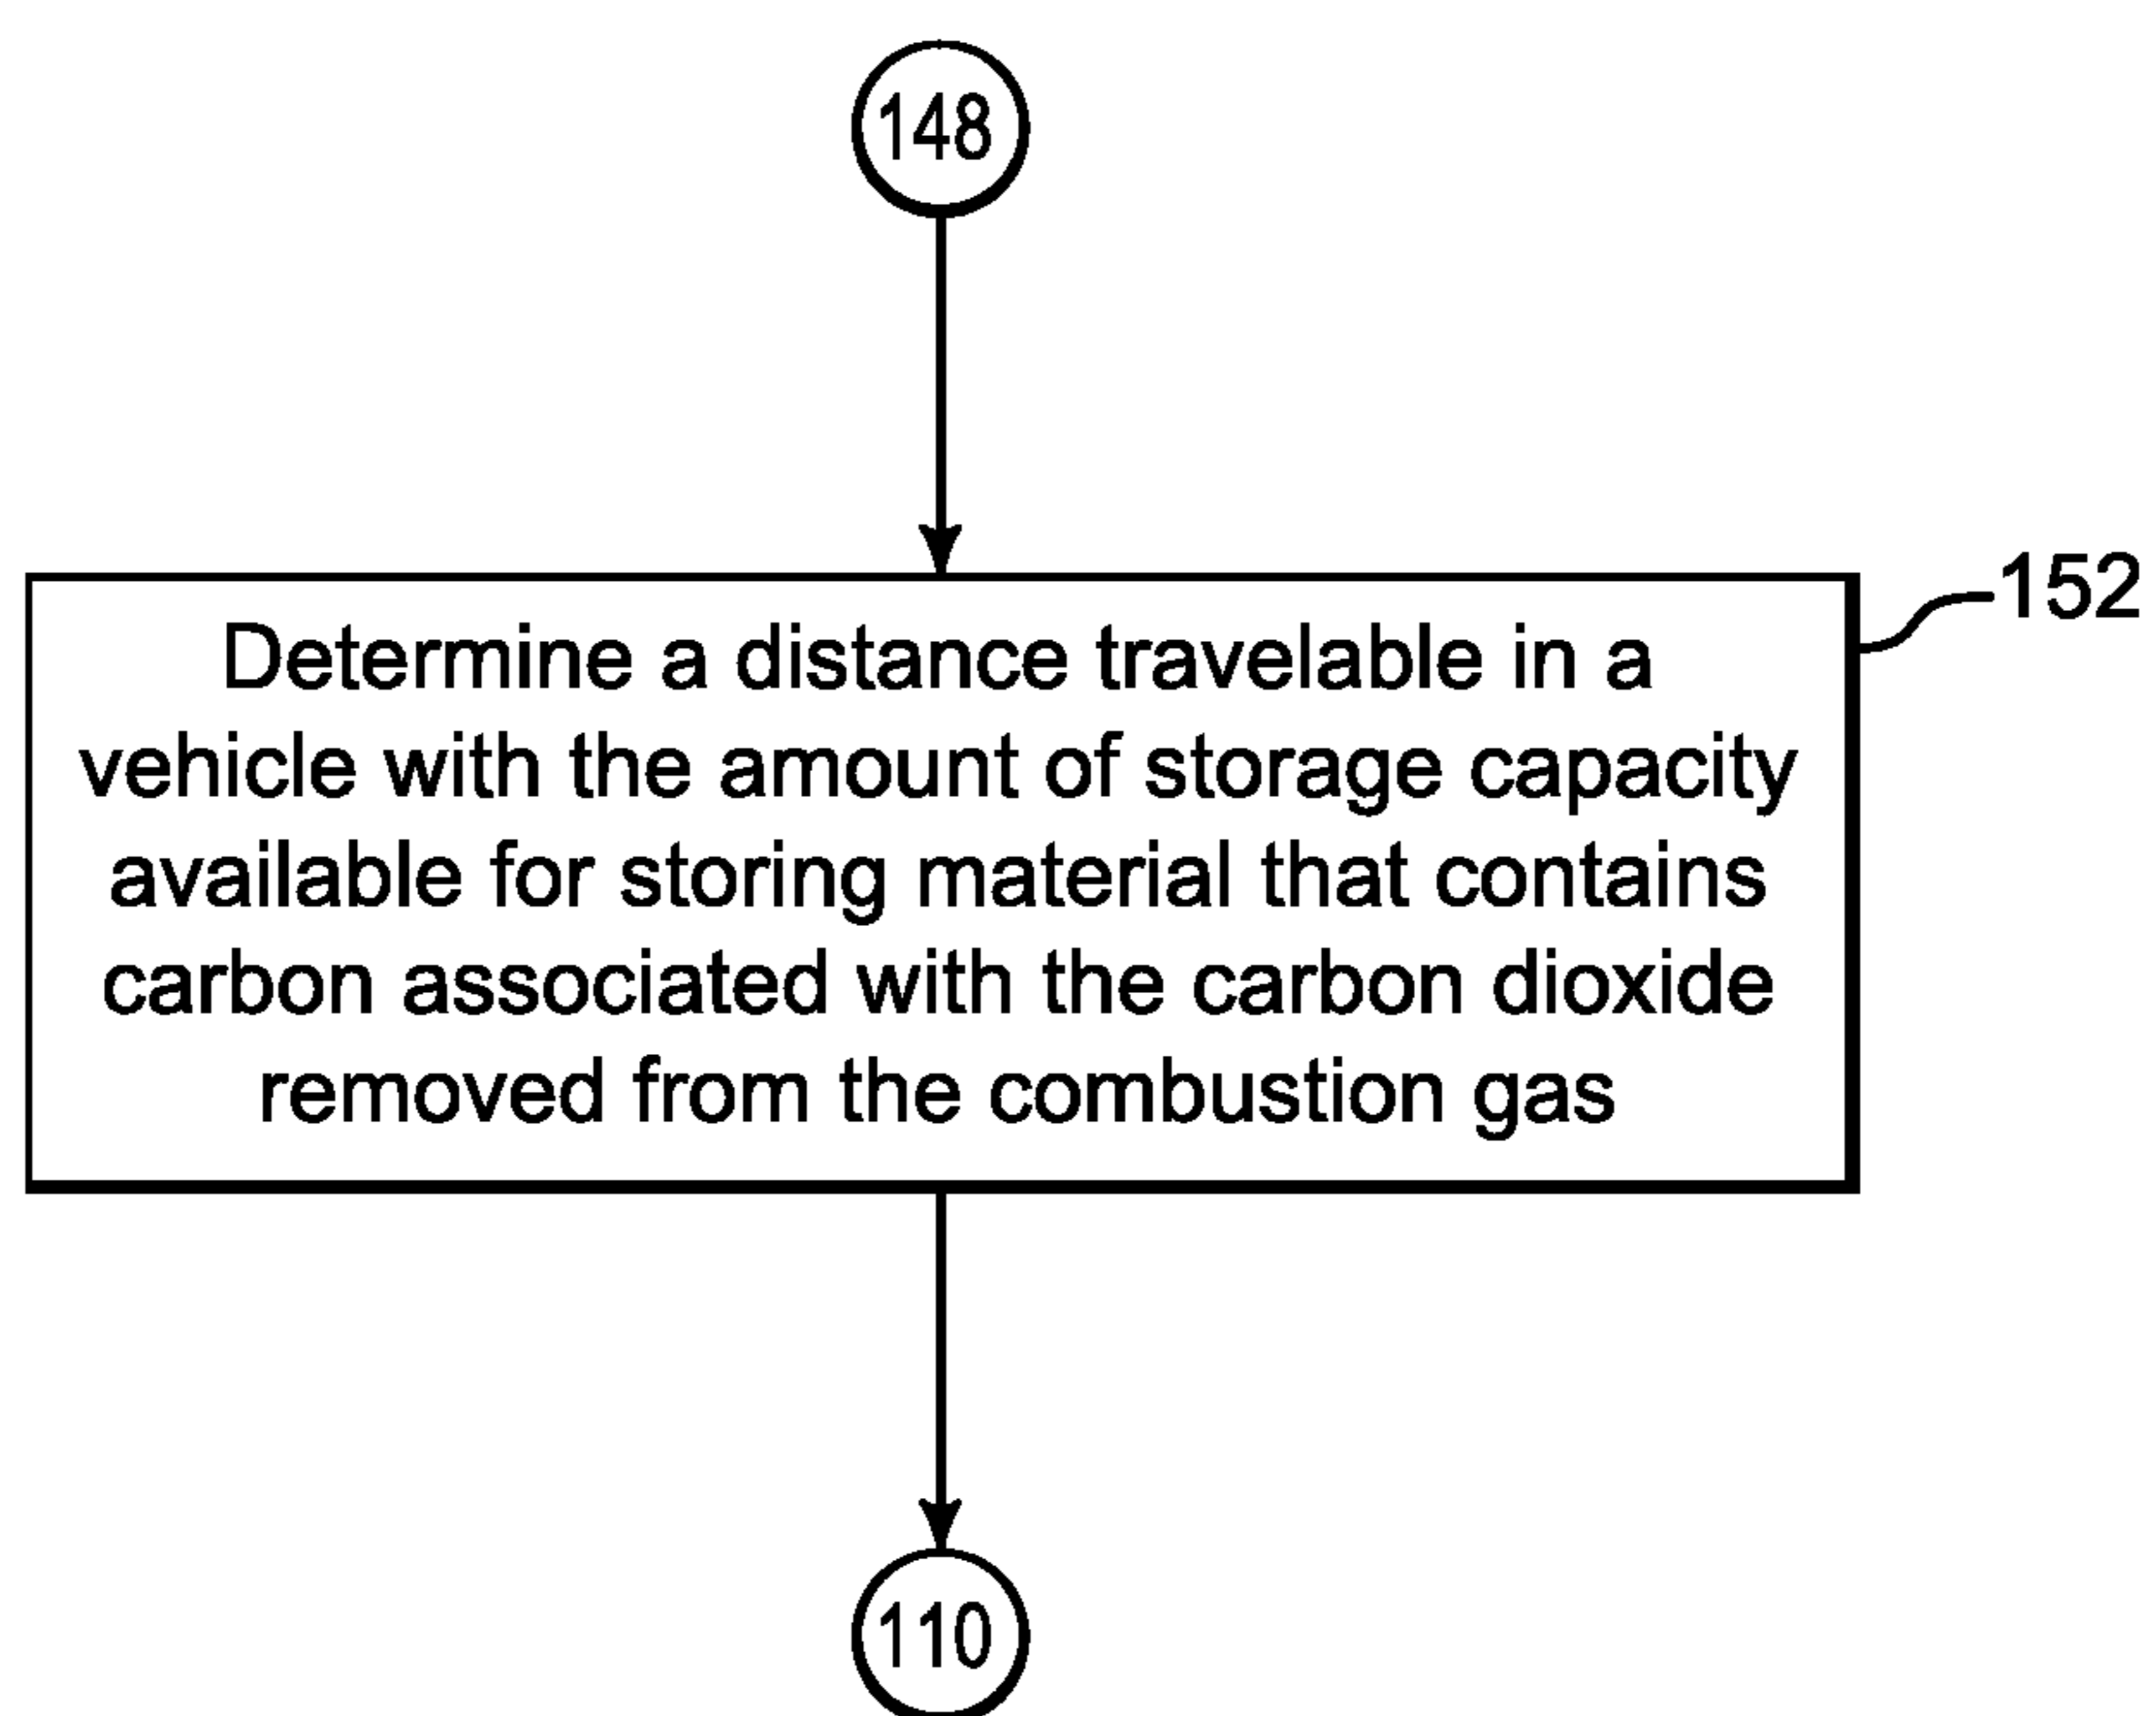 148
152
Determine a distance travelable in a
vehicle with the amount of storage capacity
available for storing material that contains
carbon associated with the carbon dioxide
removed from the combustion gas
110